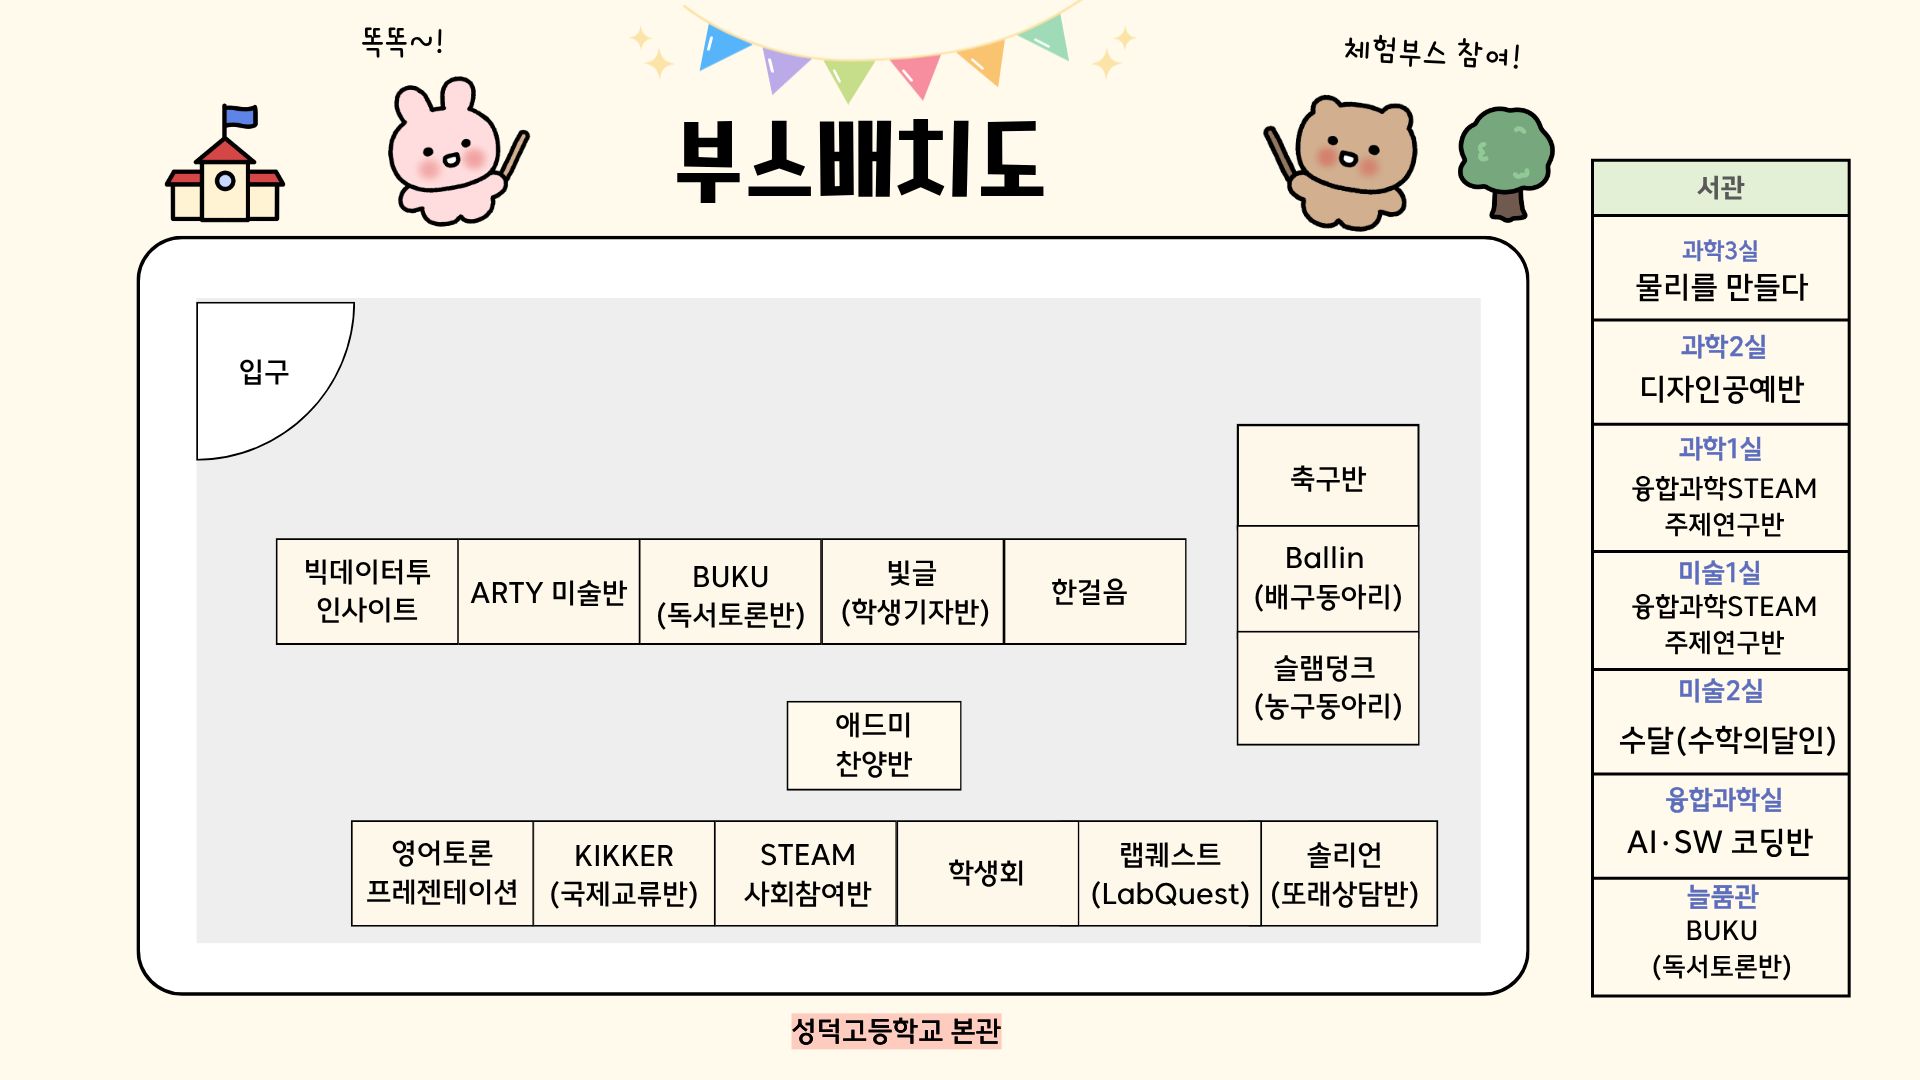 똑똑~!
체험부스 참여!
부스배치도
입구
축구반
Ballin
(배구동아리)
슬램덩크
(농구동아리)
빅데이터투
인사이트
ARTY 미술반
BUKU
(독서토론반)
빛글
(학생기자반)
한걸음
애드미
찬양반
영어토론
프레젠테이션
KIKKER
(국제교류반)
STEAM
사회참여반
학생회
랩퀘스트
(LabQuest)
솔리언
(또래상담반)
성덕고등학교 본관
서관
과학3실
물리를 만들다
과학2실
디자인공예반
과학1실
융합과학STEAM
주제연구반
미술1실
융합과학STEAM
주제연구반
미술2실
수달(수학의달인)
융합과학실
AI·SW 코딩반
늘품관
BUKU
(독서토론반)